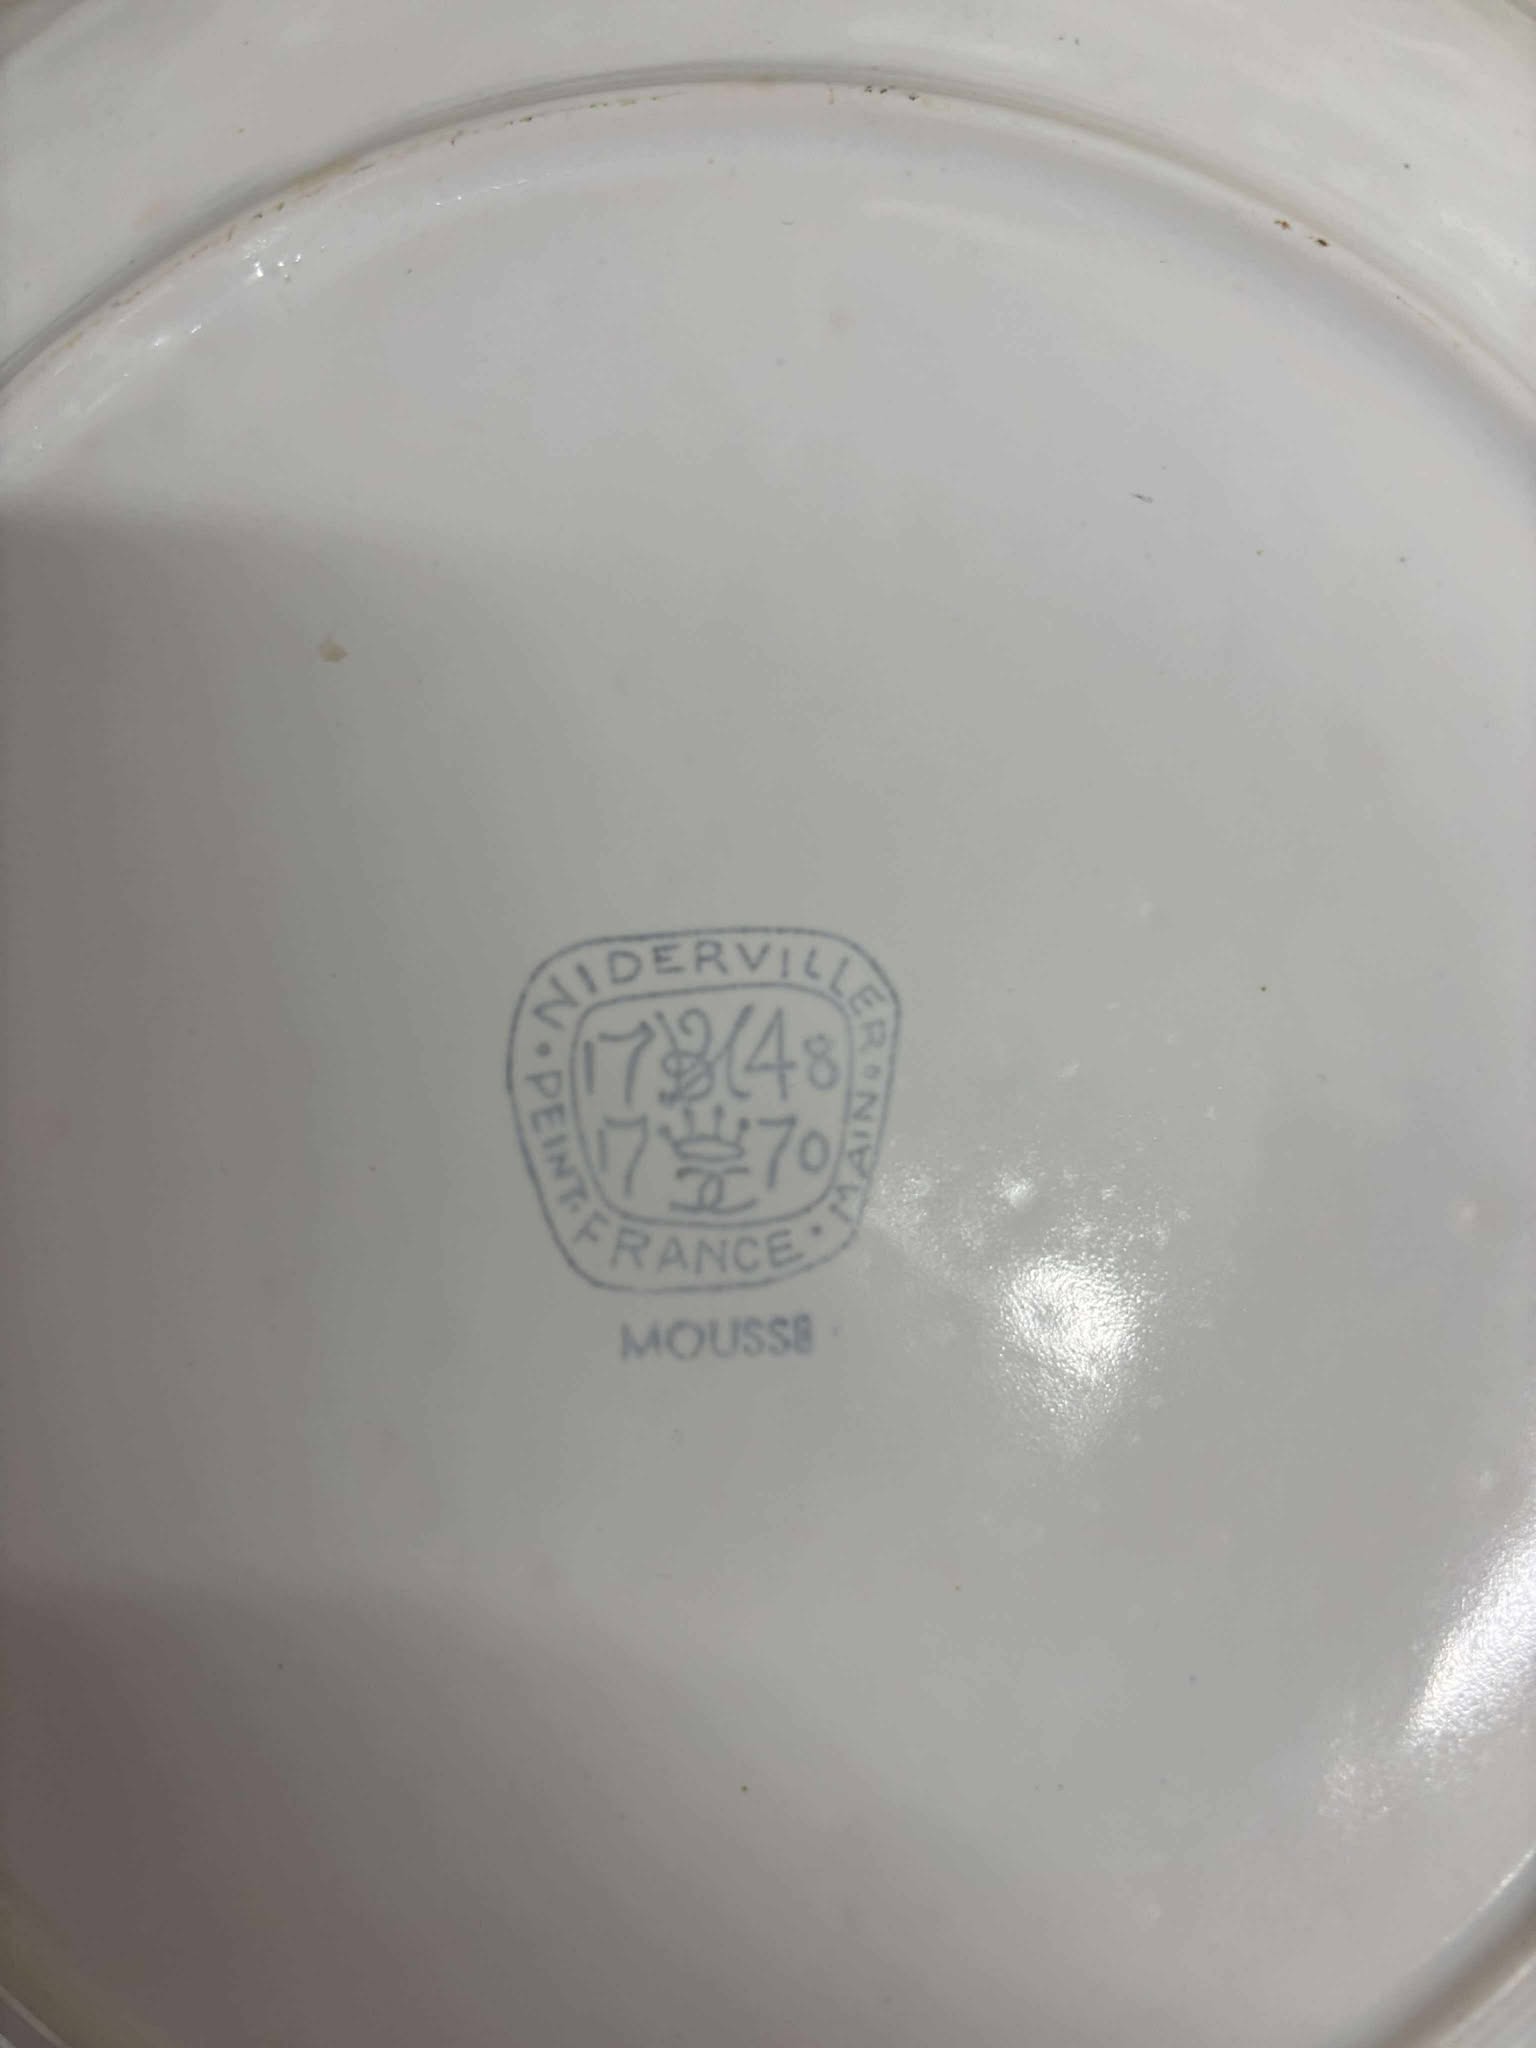 NIDERVILLER
1748
1770
PEINT. MAIN
FRANCE
MOUSSE